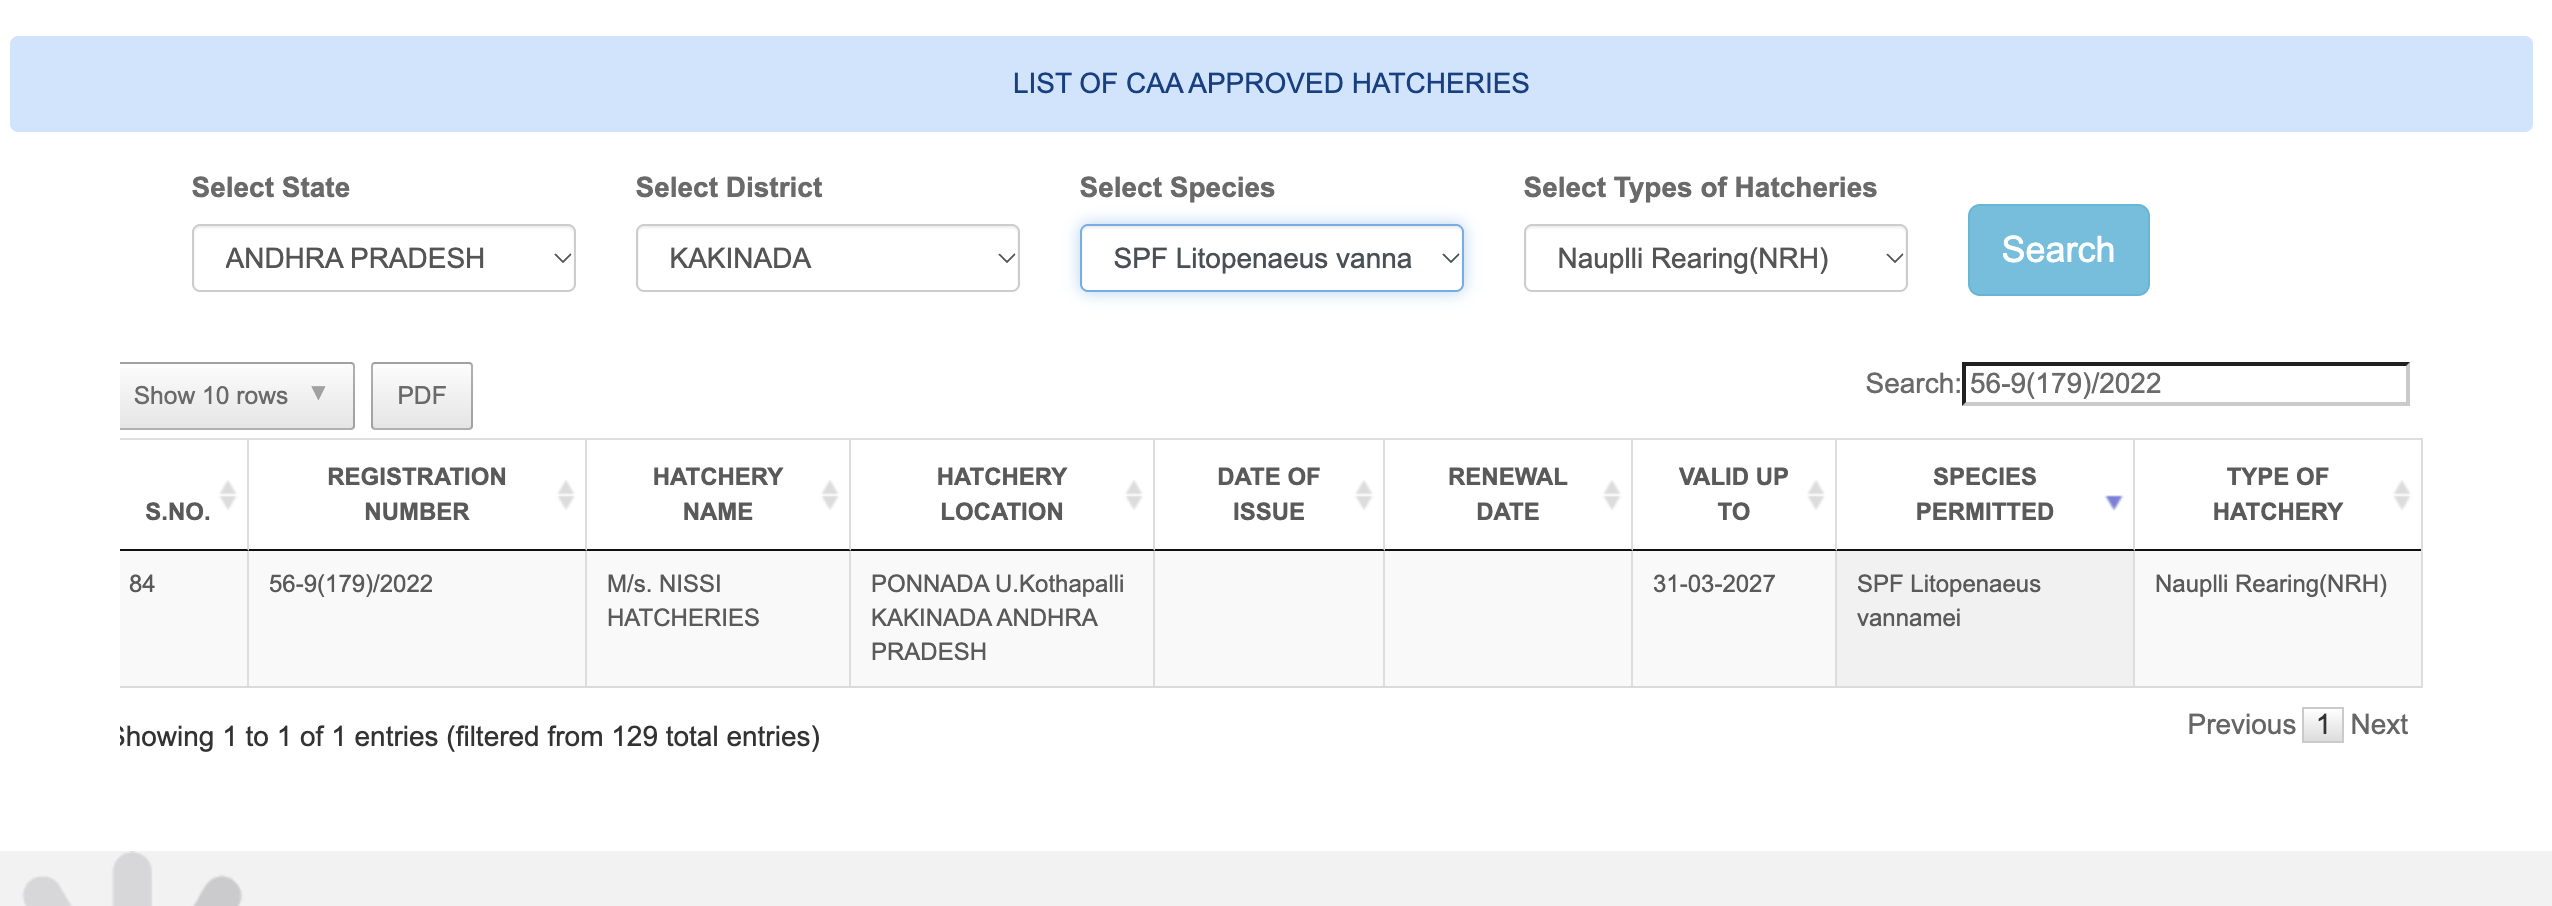 LIST OF CAA APPROVED HATCHERIES
Select State
Select District
Select Species
Select Types of Hatcheries
ANDHRA PRADESH
KAKINADA
SPF Litopenaeus vanna
Nauplli Rearing(NRH)
Search
Show 10 rows ▼
PDF
Search: 56-9(179)/2022
S.NO.
REGISTRATION
NUMBER
HATCHERY
NAME
HATCHERY
LOCATION
DATE OF
ISSUE
RENEWAL
DATE
VALID UP
TO
SPECIES
PERMITTED
TYPE OF
HATCHERY
84
56-9(179)/2022
M/s. NISSI
HATCHERIES
PONNADA U.Kothapalli
KAKINADA ANDHRA
PRADESH
31-03-2027
SPF Litopenaeus
vannamei
Nauplli Rearing(NRH)
Showing 1 to 1 of 1 entries (filtered from 129 total entries)
Previous 1 Next